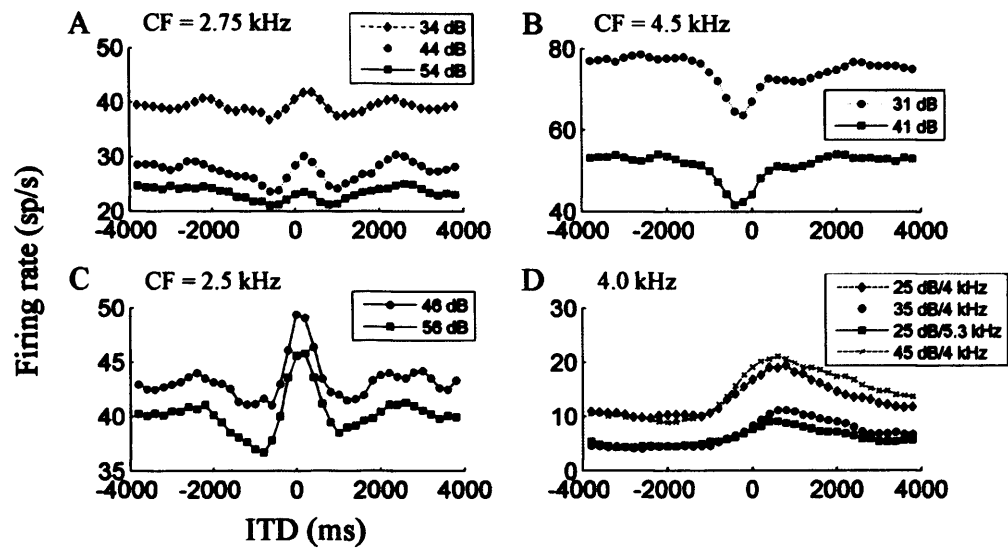 A CF = 2.75 kHz
34 dB
44 dB
54 dB
50
40
30
20
-4000 -2000 0 2000 4000
B CF = 4.5 kHz
31 dB
41 dB
80
60
40
-4000 -2000 0 2000 4000
C CF = 2.5 kHz
46 dB
56 dB
50
45
40
35
-4000 -2000 0 2000 4000
D 4.0 kHz
25 dB/4 kHz
35 dB/4 kHz
25 dB/5.3 kHz
45 dB/4 kHz
30
20
10
0
-4000 -2000 0 2000 4000
Firing rate (sp/s)
ITD (ms)